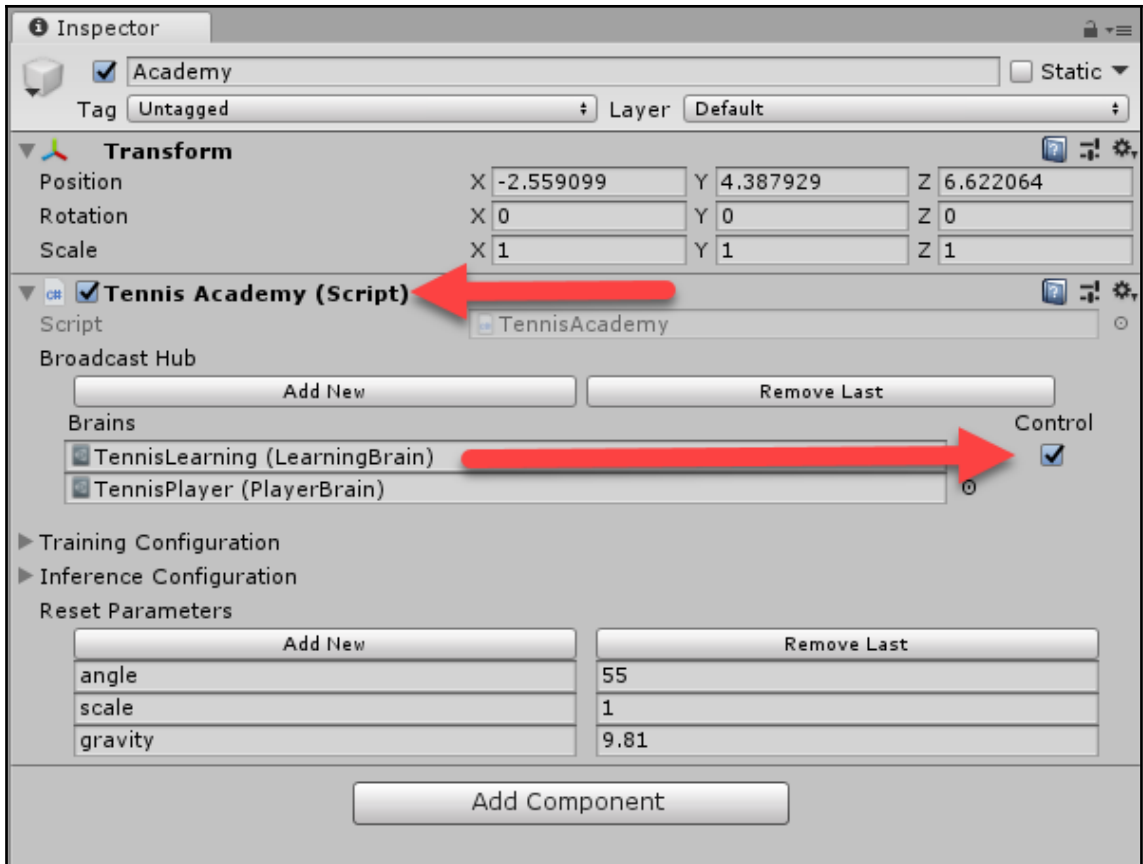 Inspector
Academy Static
Tag Untagged Layer Default
Transform
Position X -2.559099 Y 4.387929 Z 6.622064
Rotation X 0 Y 0 Z 0
Scale X 1 Y 1 Z 1
c# Tennis Academy (Script)
Script TennisAcademy
Broadcast Hub
Add New Remove Last
Brains Control
TennisLearning (LearningBrain)
TennisPlayer (PlayerBrain)
Training Configuration
Inference Configuration
Reset Parameters
Add New Remove Last
angle 55
scale 1
gravity 9.81
Add Component